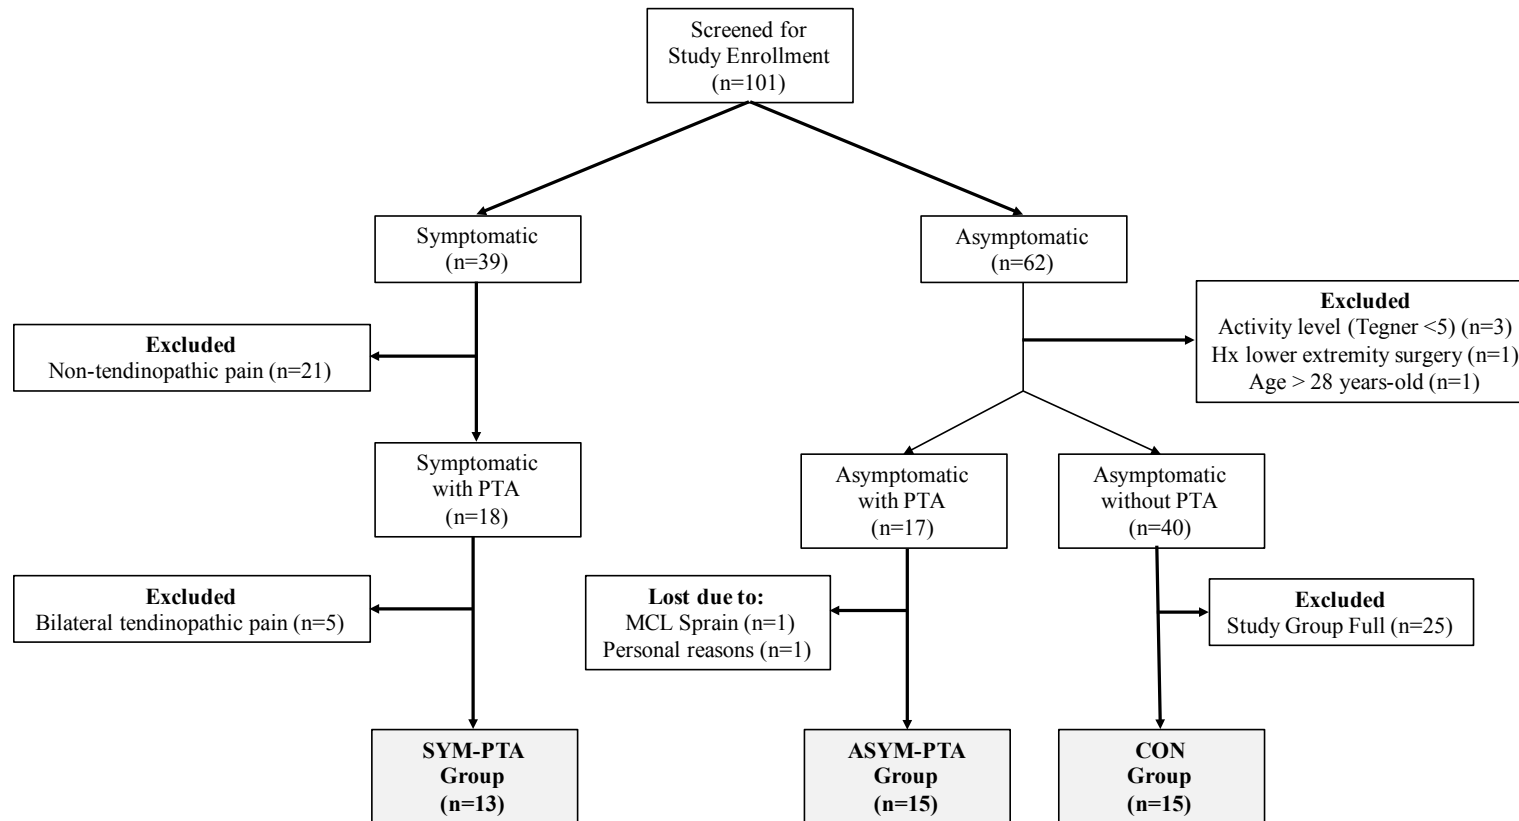 Screened for
Study Enrollment
(n=101)
Symptomatic
(n=39)
Asymptomatic
(n=62)
Excluded
Non-tendinopathic pain (n=21)
Excluded
Activity level (Tegner <5) (n=3)
Hx lower extremity surgery (n=1)
Age > 28 years-old (n=1)
Symptomatic
with PTA
(n=18)
Asymptomatic
with PTA
(n=17)
Asymptomatic
without PTA
(n=40)
Excluded
Bilateral tendinopathic pain (n=5)
Lost due to:
MCL Sprain (n=1)
Personal reasons (n=1)
Excluded
Study Group Full (n=25)
SYM-PTA
Group
(n=13)
ASYM-PTA
Group
(n=15)
CON
Group
(n=15)